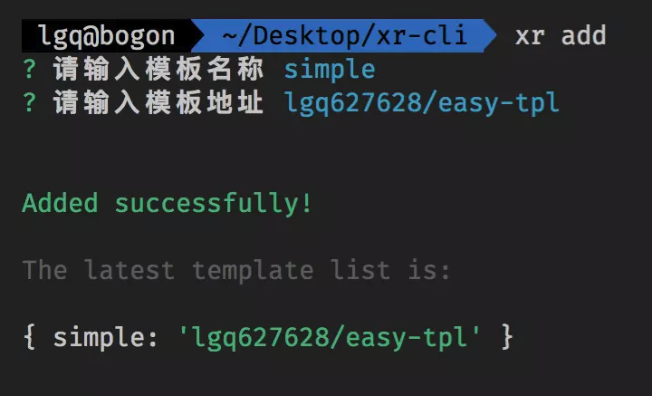 lgq@bogon ~/Desktop/xr-cli xr add
? 请输入模板名称 simple
? 请输入模板地址 lgq627628/easy-tpl
Added successfully!
The latest template list is:
{ simple: 'lgq627628/easy-tpl' }